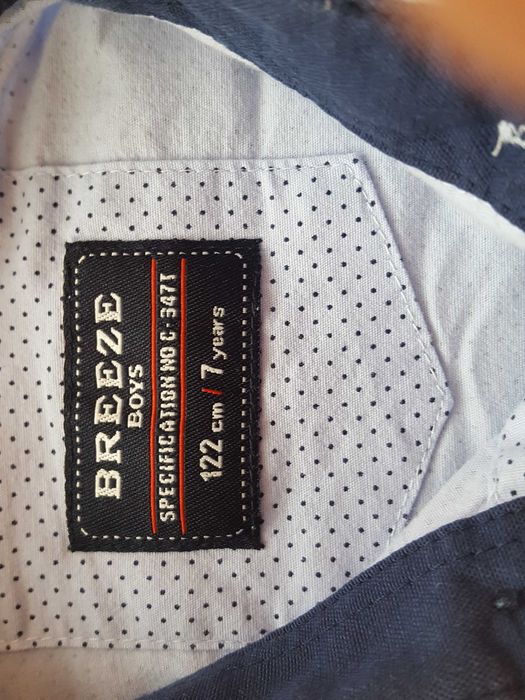 BREEZE
BOYS
SPECIFICATION NO C-3471
122 cm / 7 years